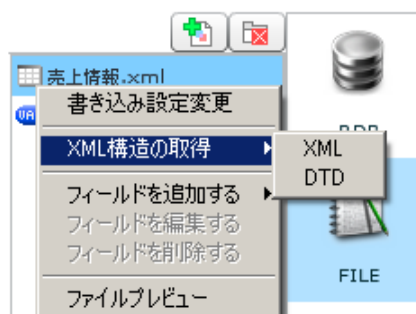 売上情報.xml
VA
書き込み設定変更
XML構造の取得
XML
DTD
フィールドを追加する
フィールドを編集する
フィールドを削除する
ファイルプレビュー
FILE